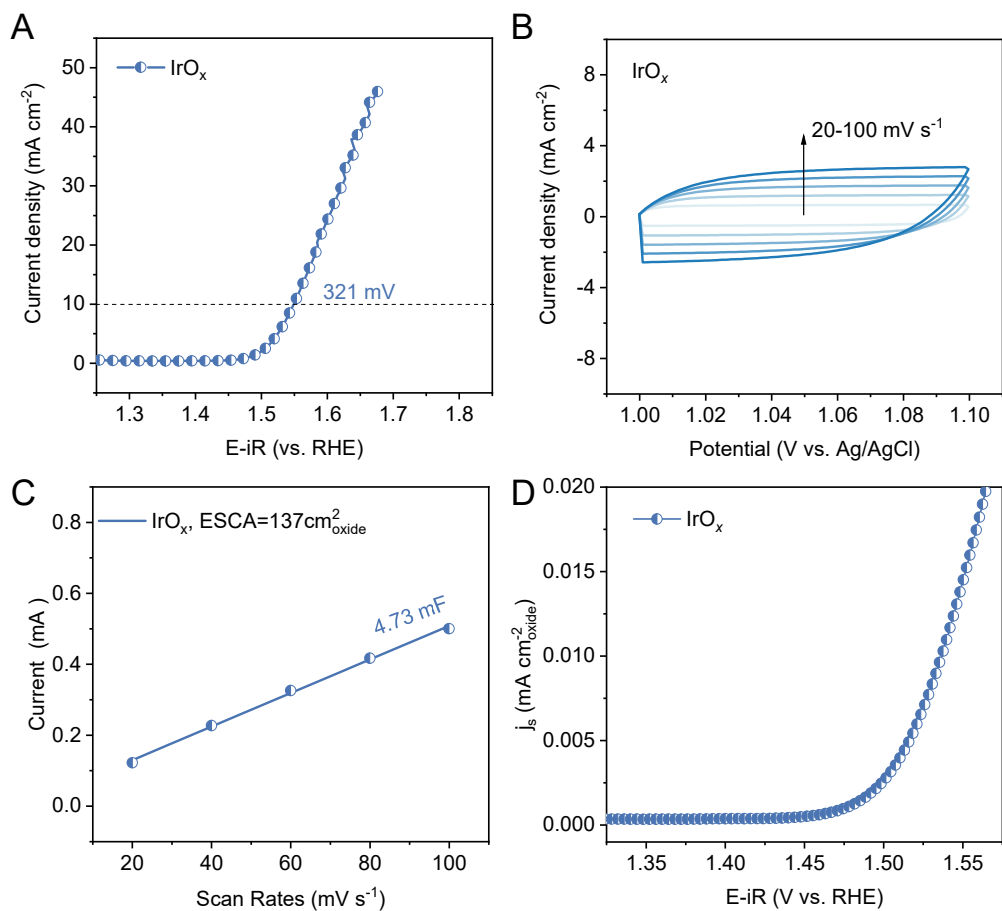 A
IrOₓ
Current density (mA cm⁻²)
50
40
30
20
10
0
321 mV
1.3 1.4 1.5 1.6 1.7 1.8
E-iR (vs. RHE)
B
IrOₓ
20-100 mV s⁻¹
Current density (mA cm⁻²)
8
4
0
-4
-8
1.00 1.02 1.04 1.06 1.08 1.10
Potential (V vs. Ag/AgCl)
C
IrOₓ, ESCA=137cm²oxide
4.73 mF
Current (mA)
0.8
0.6
0.4
0.2
0.0
20 40 60 80 100
Scan Rates (mV s⁻¹)
D
IrOₓ
jₛ (mA cm⁻²oxide)
0.020
0.015
0.010
0.005
0.000
1.35 1.40 1.45 1.50 1.55
E-iR (V vs. RHE)